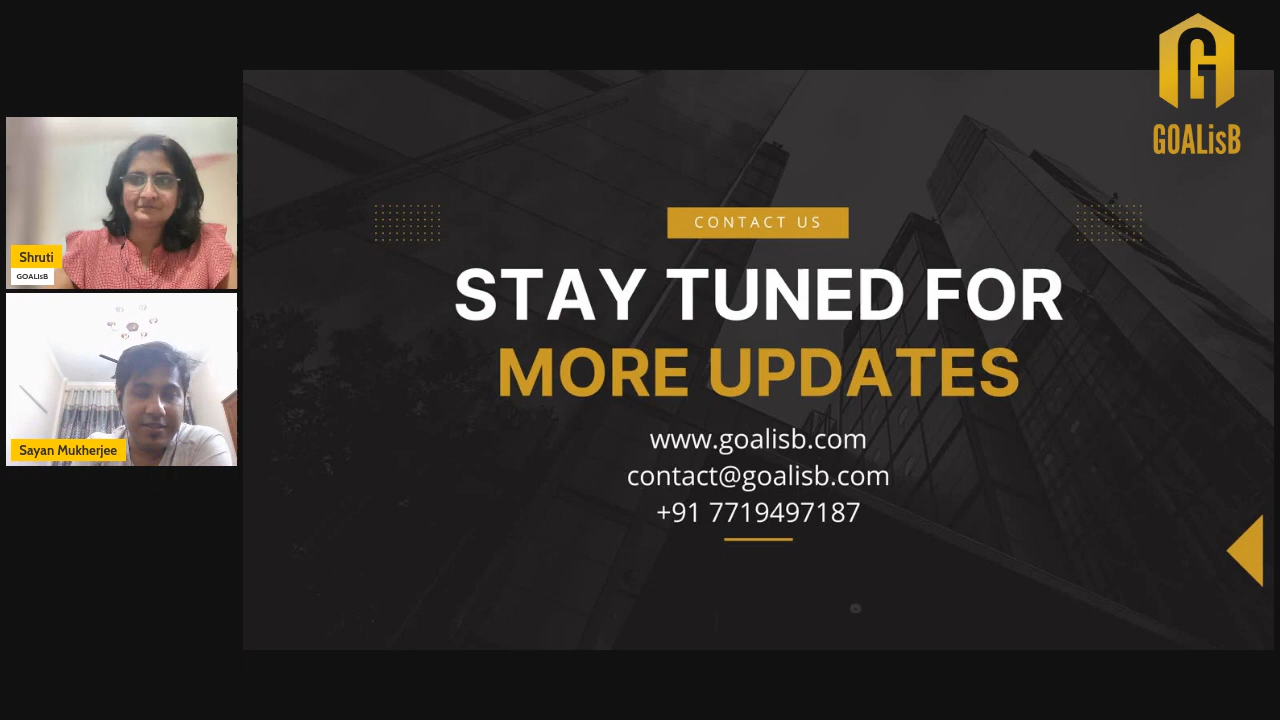 GOALisB
CONTACT US
STAY TUNED FOR
MORE UPDATES
www.goalisb.com
contact@goalisb.com
+91 7719497187
Shruti
GOALisB
Sayan Mukherjee